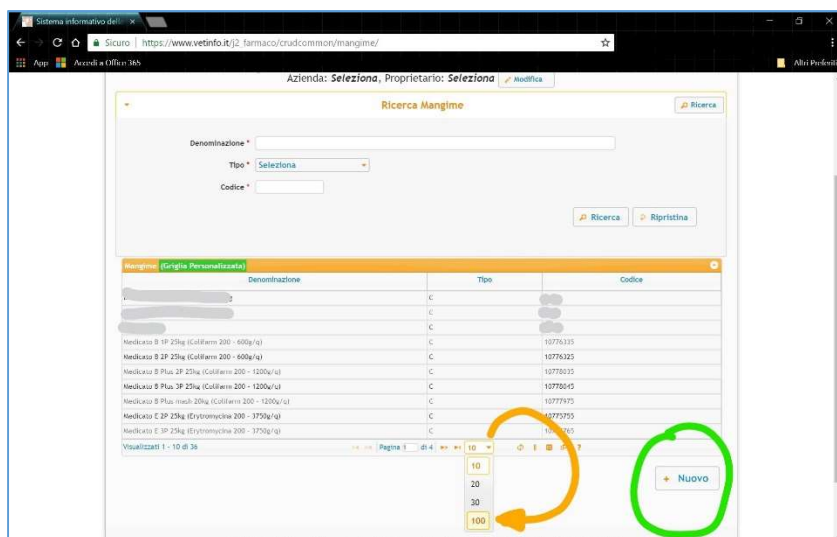 Sistema informativo dell
Sicuro | https://www.vetinfo.it/j2_farmaco/crudcommon/mangime/
App Accedi a Office 365 Altri Preferiti
Azienda: Seleziona, Proprietario: Seleziona Modifica
Ricerca Mangime Ricerca
Denominazione *
Tipo * Seleziona
Codice *
Ricerca Ripristina
Mangime (Griglia Personalizzata)
Denominazione Tipo Codice
C
C
C
Medicato B 1P 25kg (Colifarm 200 - 600g/q) C 10776335
Medicato B 2P 25kg (Colifarm 200 - 600g/q) C 10776325
Medicato B Plus 2P 25kg (Colifarm 200 - 1200g/q) C 10778035
Medicato B Plus 3P 25kg (Colifarm 200 - 1200g/q) C 10778045
Medicato B Plus mash 20kg (Colifarm 200 - 1200g/q) C 10777975
Medicato E 2P 25kg (Erytromycina 200 - 3750g/q) C 10775755
Medicato E 3P 25kg (Erytromycina 200 - 3750g/q) C
Visualizzati 1 - 10 di 36 Pagina 1 di 4 10 ?
10
20
30
100
+ Nuovo